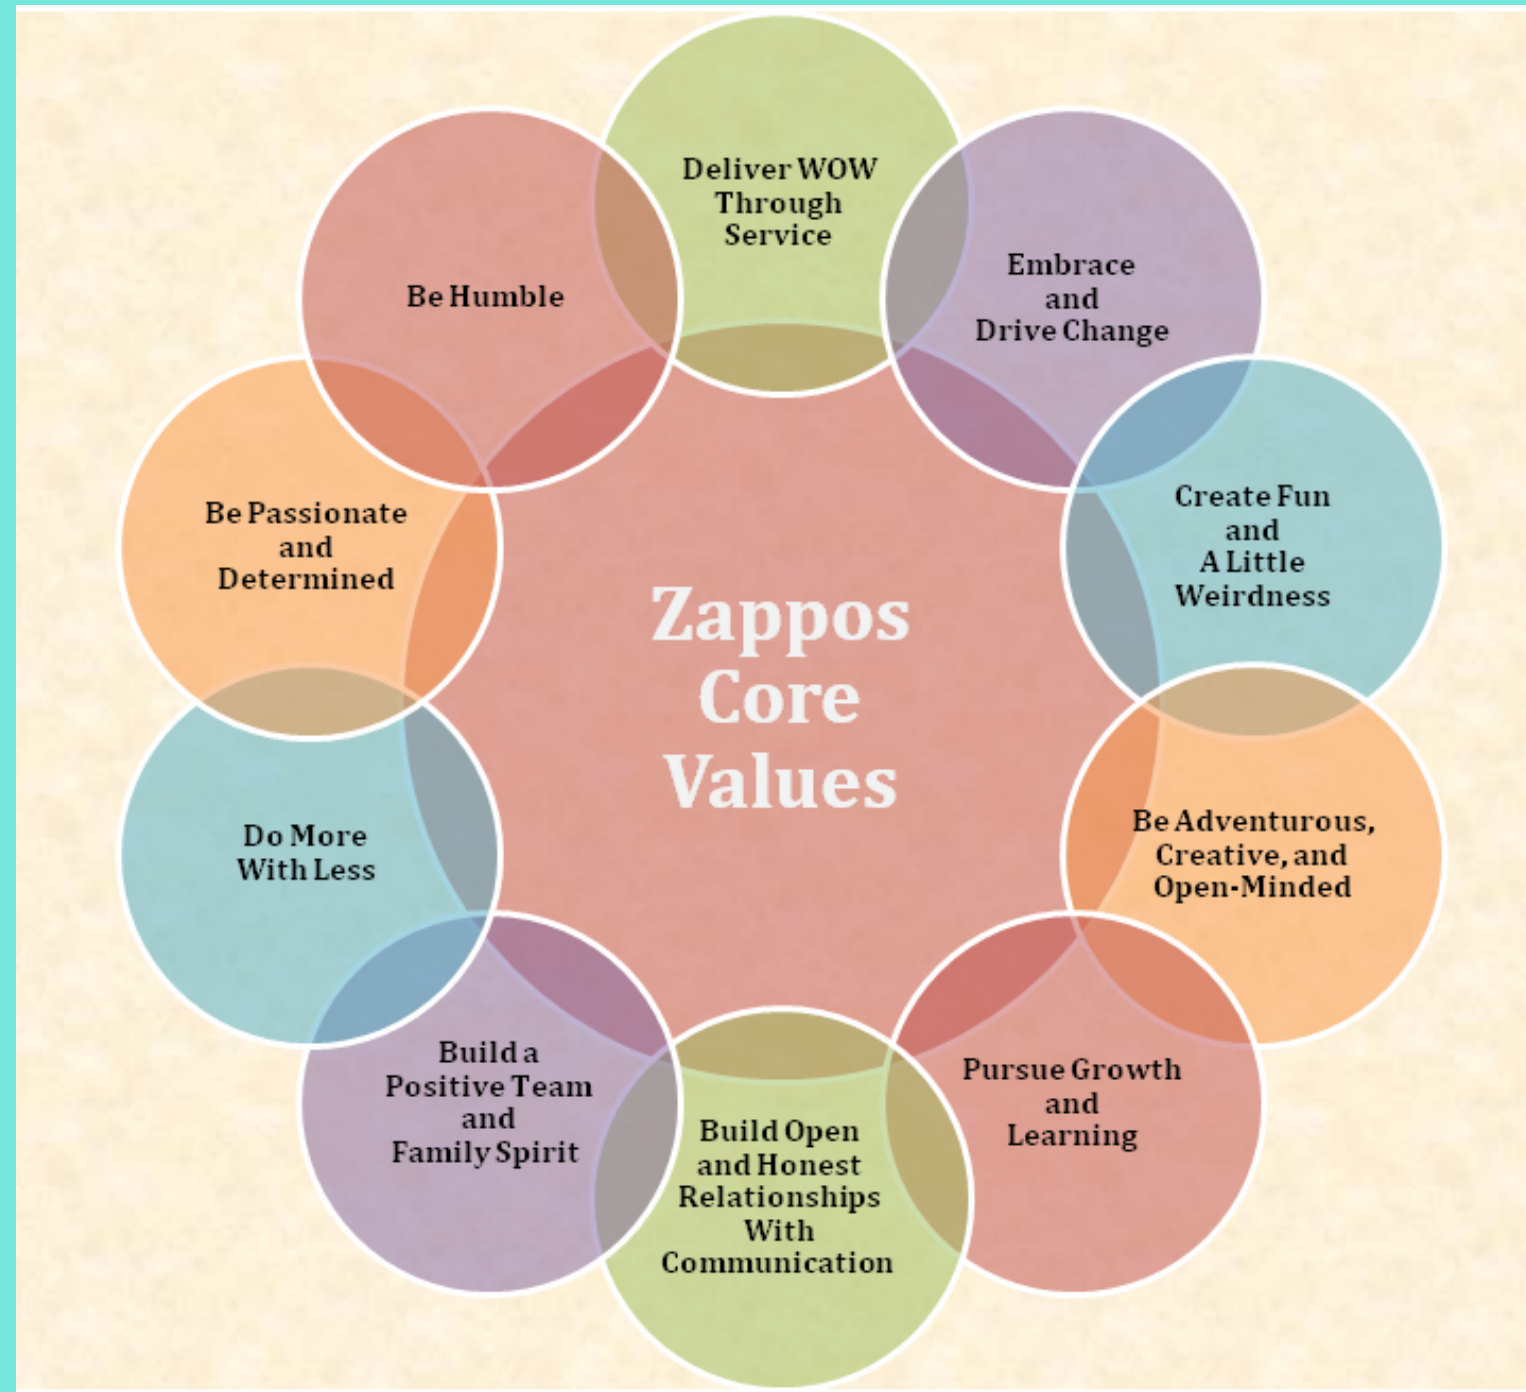 Deliver WOW
Through
Service
Embrace
and
Drive Change
Create Fun
and
A Little
Weirdness
Be Adventurous,
Creative, and
Open-Minded
Pursue Growth
and
Learning
Build Open
and Honest
Relationships
With
Communication
Build a
Positive Team
and
Family Spirit
Do More
With Less
Be Passionate
and
Determined
Be Humble
Zappos
Core
Values